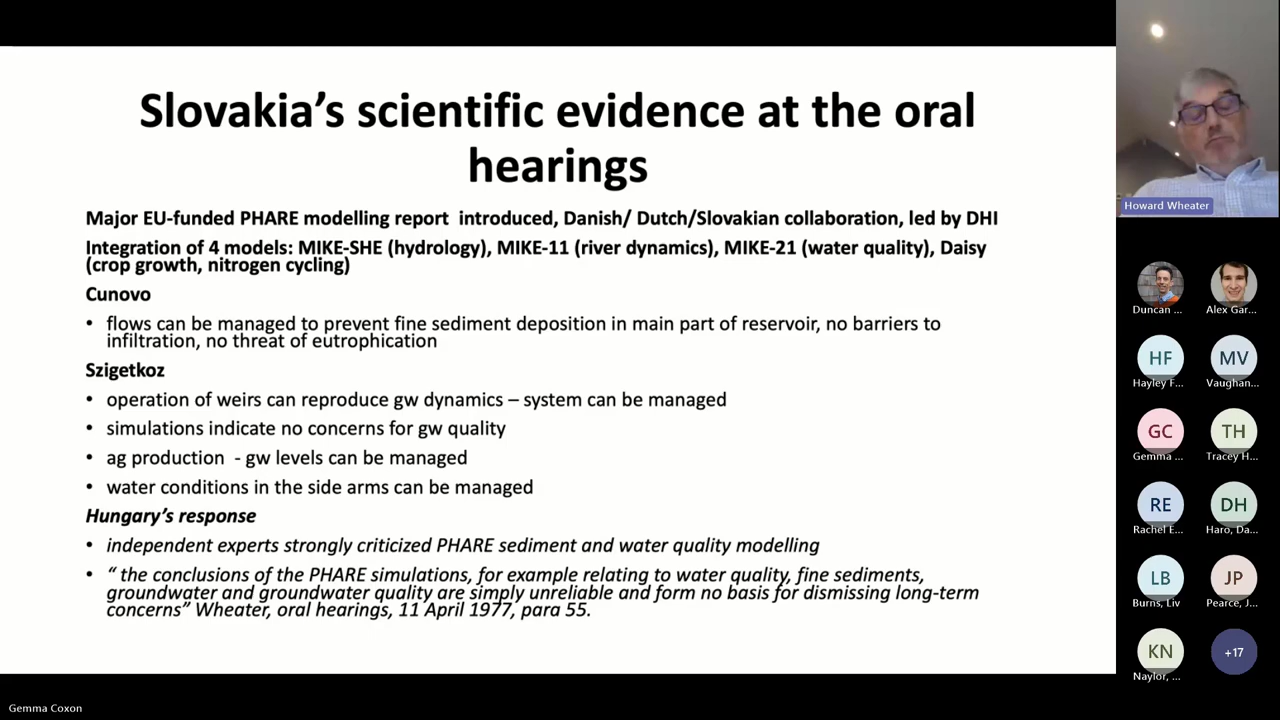 Slovakia’s scientific evidence at the oral
hearings
Major EU-funded PHARE modelling report introduced, Danish/ Dutch/Slovakian collaboration, led by DHI
Integration of 4 models: MIKE-SHE (hydrology), MIKE-11 (river dynamics), MIKE-21 (water quality), Daisy
(crop growth, nitrogen cycling)
Cunovo
• flows can be managed to prevent fine sediment deposition in main part of reservoir, no barriers to
infiltration, no threat of eutrophication
Szigetkoz
• operation of weirs can reproduce gw dynamics – system can be managed
• simulations indicate no concerns for gw quality
• ag production - gw levels can be managed
• water conditions in the side arms can be managed
Hungary’s response
• independent experts strongly criticized PHARE sediment and water quality modelling
• “ the conclusions of the PHARE simulations, for example relating to water quality, fine sediments,
groundwater and groundwater quality are simply unreliable and form no basis for dismissing long-term
concerns” Wheater, oral hearings, 11 April 1977, para 55.
Howard Wheater
Duncan ...
Alex Gar...
HF
Hayley F...
MV
Vaughan...
GC
Gemma ...
TH
Tracey H...
RE
Rachel E...
DH
Haro, Da...
LB
Burns, Liv
JP
Pearce, J...
KN
Naylor, ...
+17
Gemma Coxon